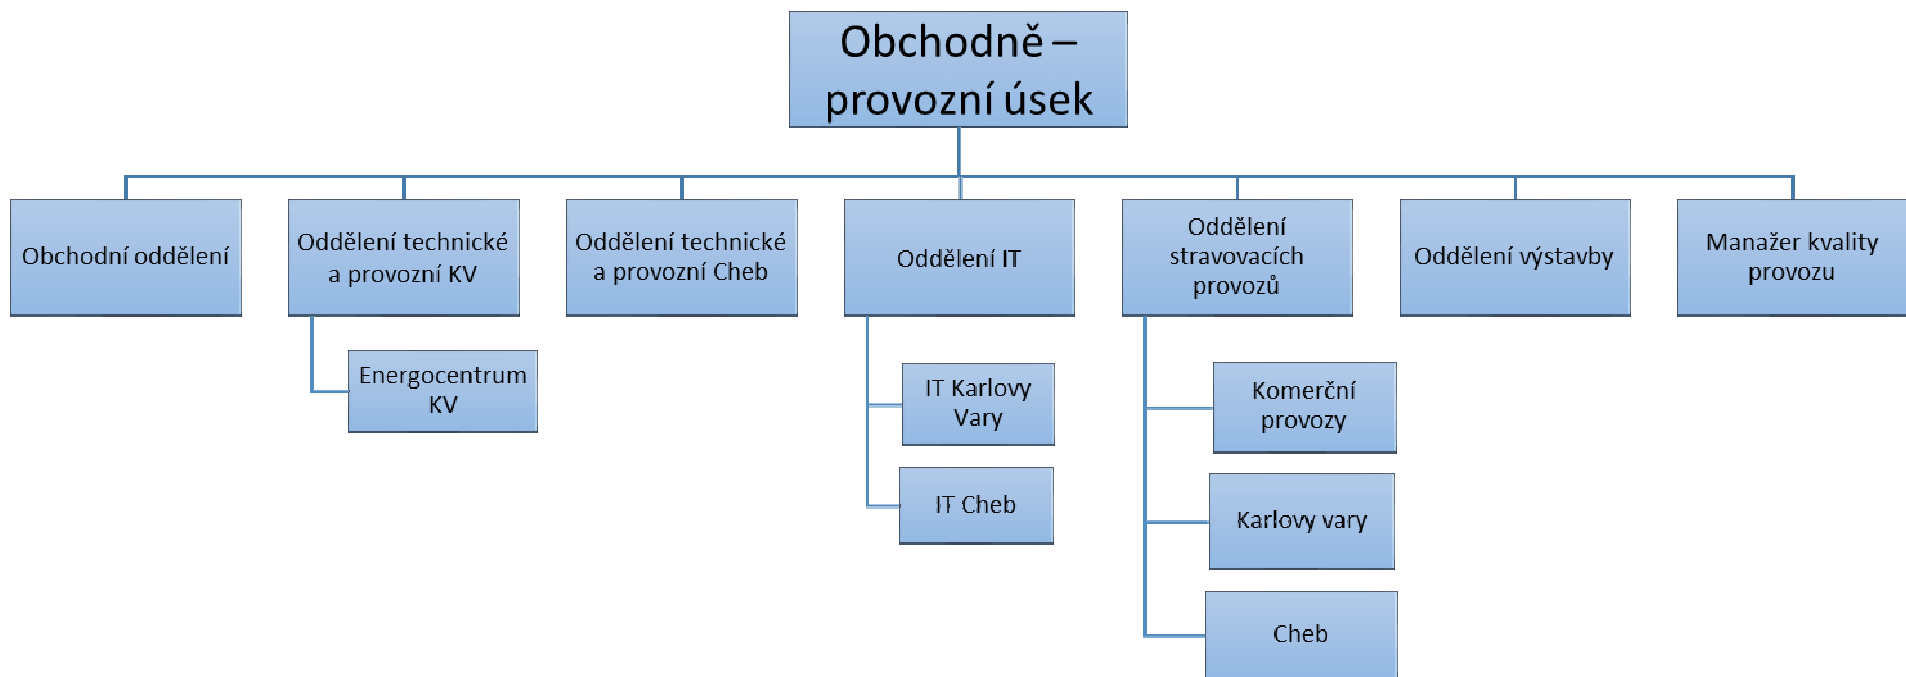 Obchodně –
provozní úsek
Obchodní oddělení
Oddělení technické
a provozní KV
Oddělení technické
a provozní Cheb
Oddělení IT
Oddělení
stravovacích
provozů
Oddělení výstavby
Manažer kvality
provozu
Energocentrum
KV
IT Karlovy
Vary
IT Cheb
Komerční
provozy
Karlovy vary
Cheb